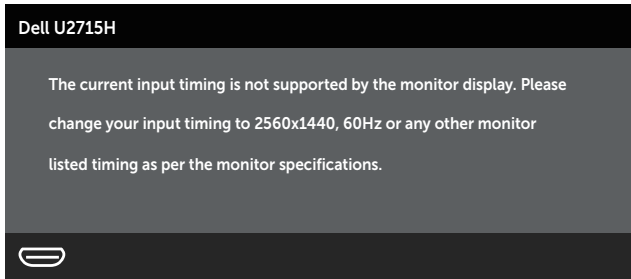 Dell U2715H
The current input timing is not supported by the monitor display. Please
change your input timing to 2560x1440, 60Hz or any other monitor
listed timing as per the monitor specifications.